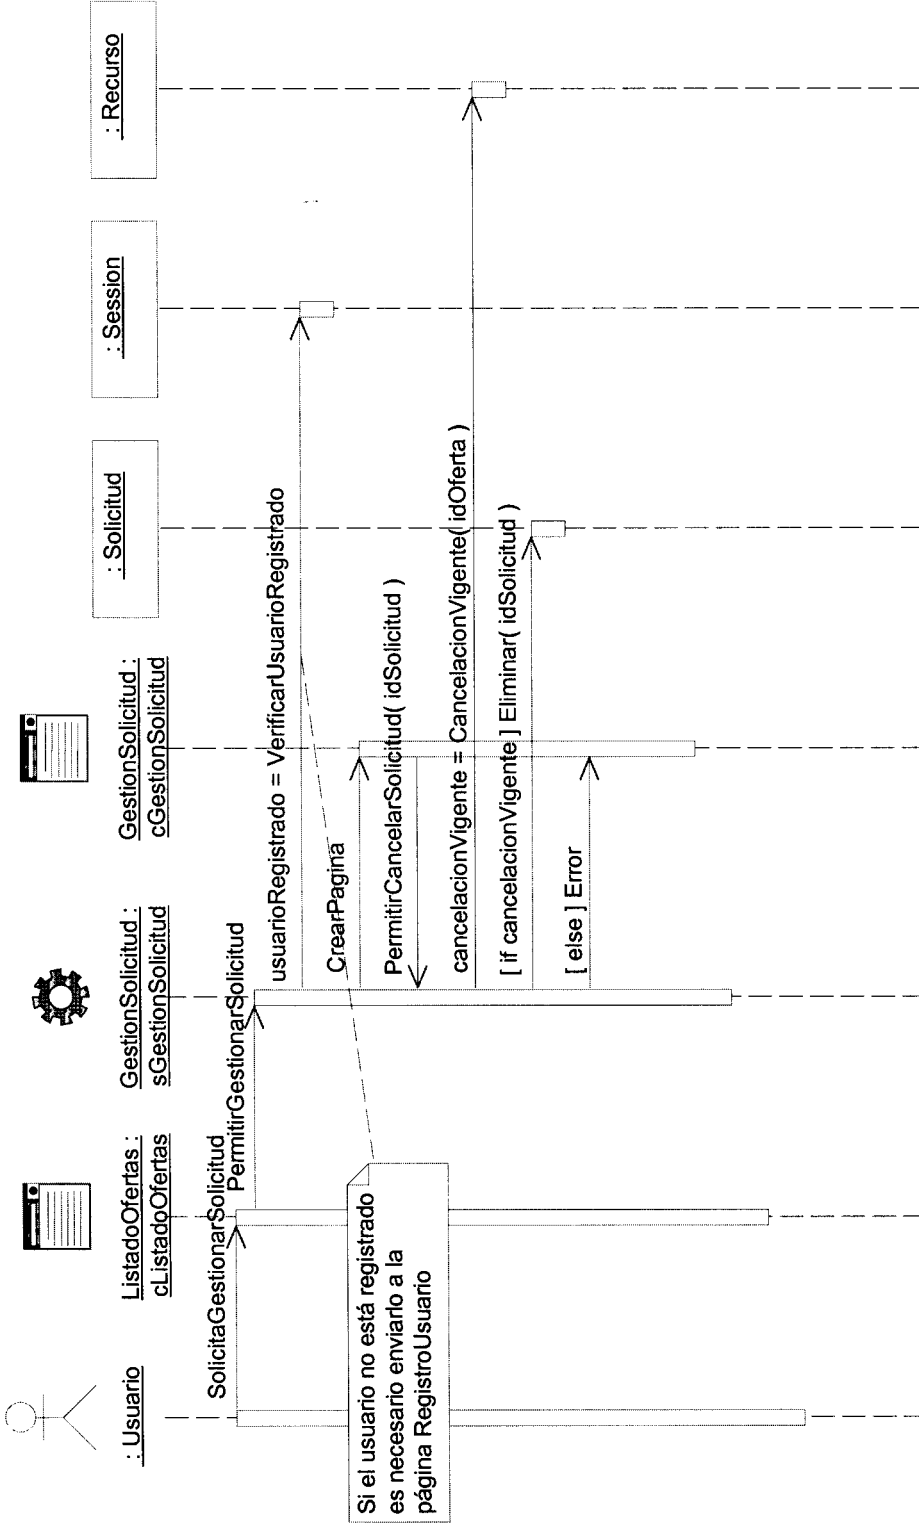 : Usuario
ListadoOfertas :
cListadoOfertas
GestionSolicitud :
sGestionSolicitud
GestionSolicitud :
cGestionSolicitud
: Solicitud
: Session
: Recurso
SolicitaGestionarSolicitud
PermitirGestionarSolicitud
usuarioRegistrado = VerificarUsuarioRegistrado
CrearPagina
PermitirCancelarSolicitud( idSolicitud )
cancelacionVigente = CancelacionVigente( idOferta )
[ if cancelacionVigente ] Eliminar( idSolicitud )
[ else ] Error
Si el usuario no está registrado
es necesario enviarlo a la
página RegistroUsuario